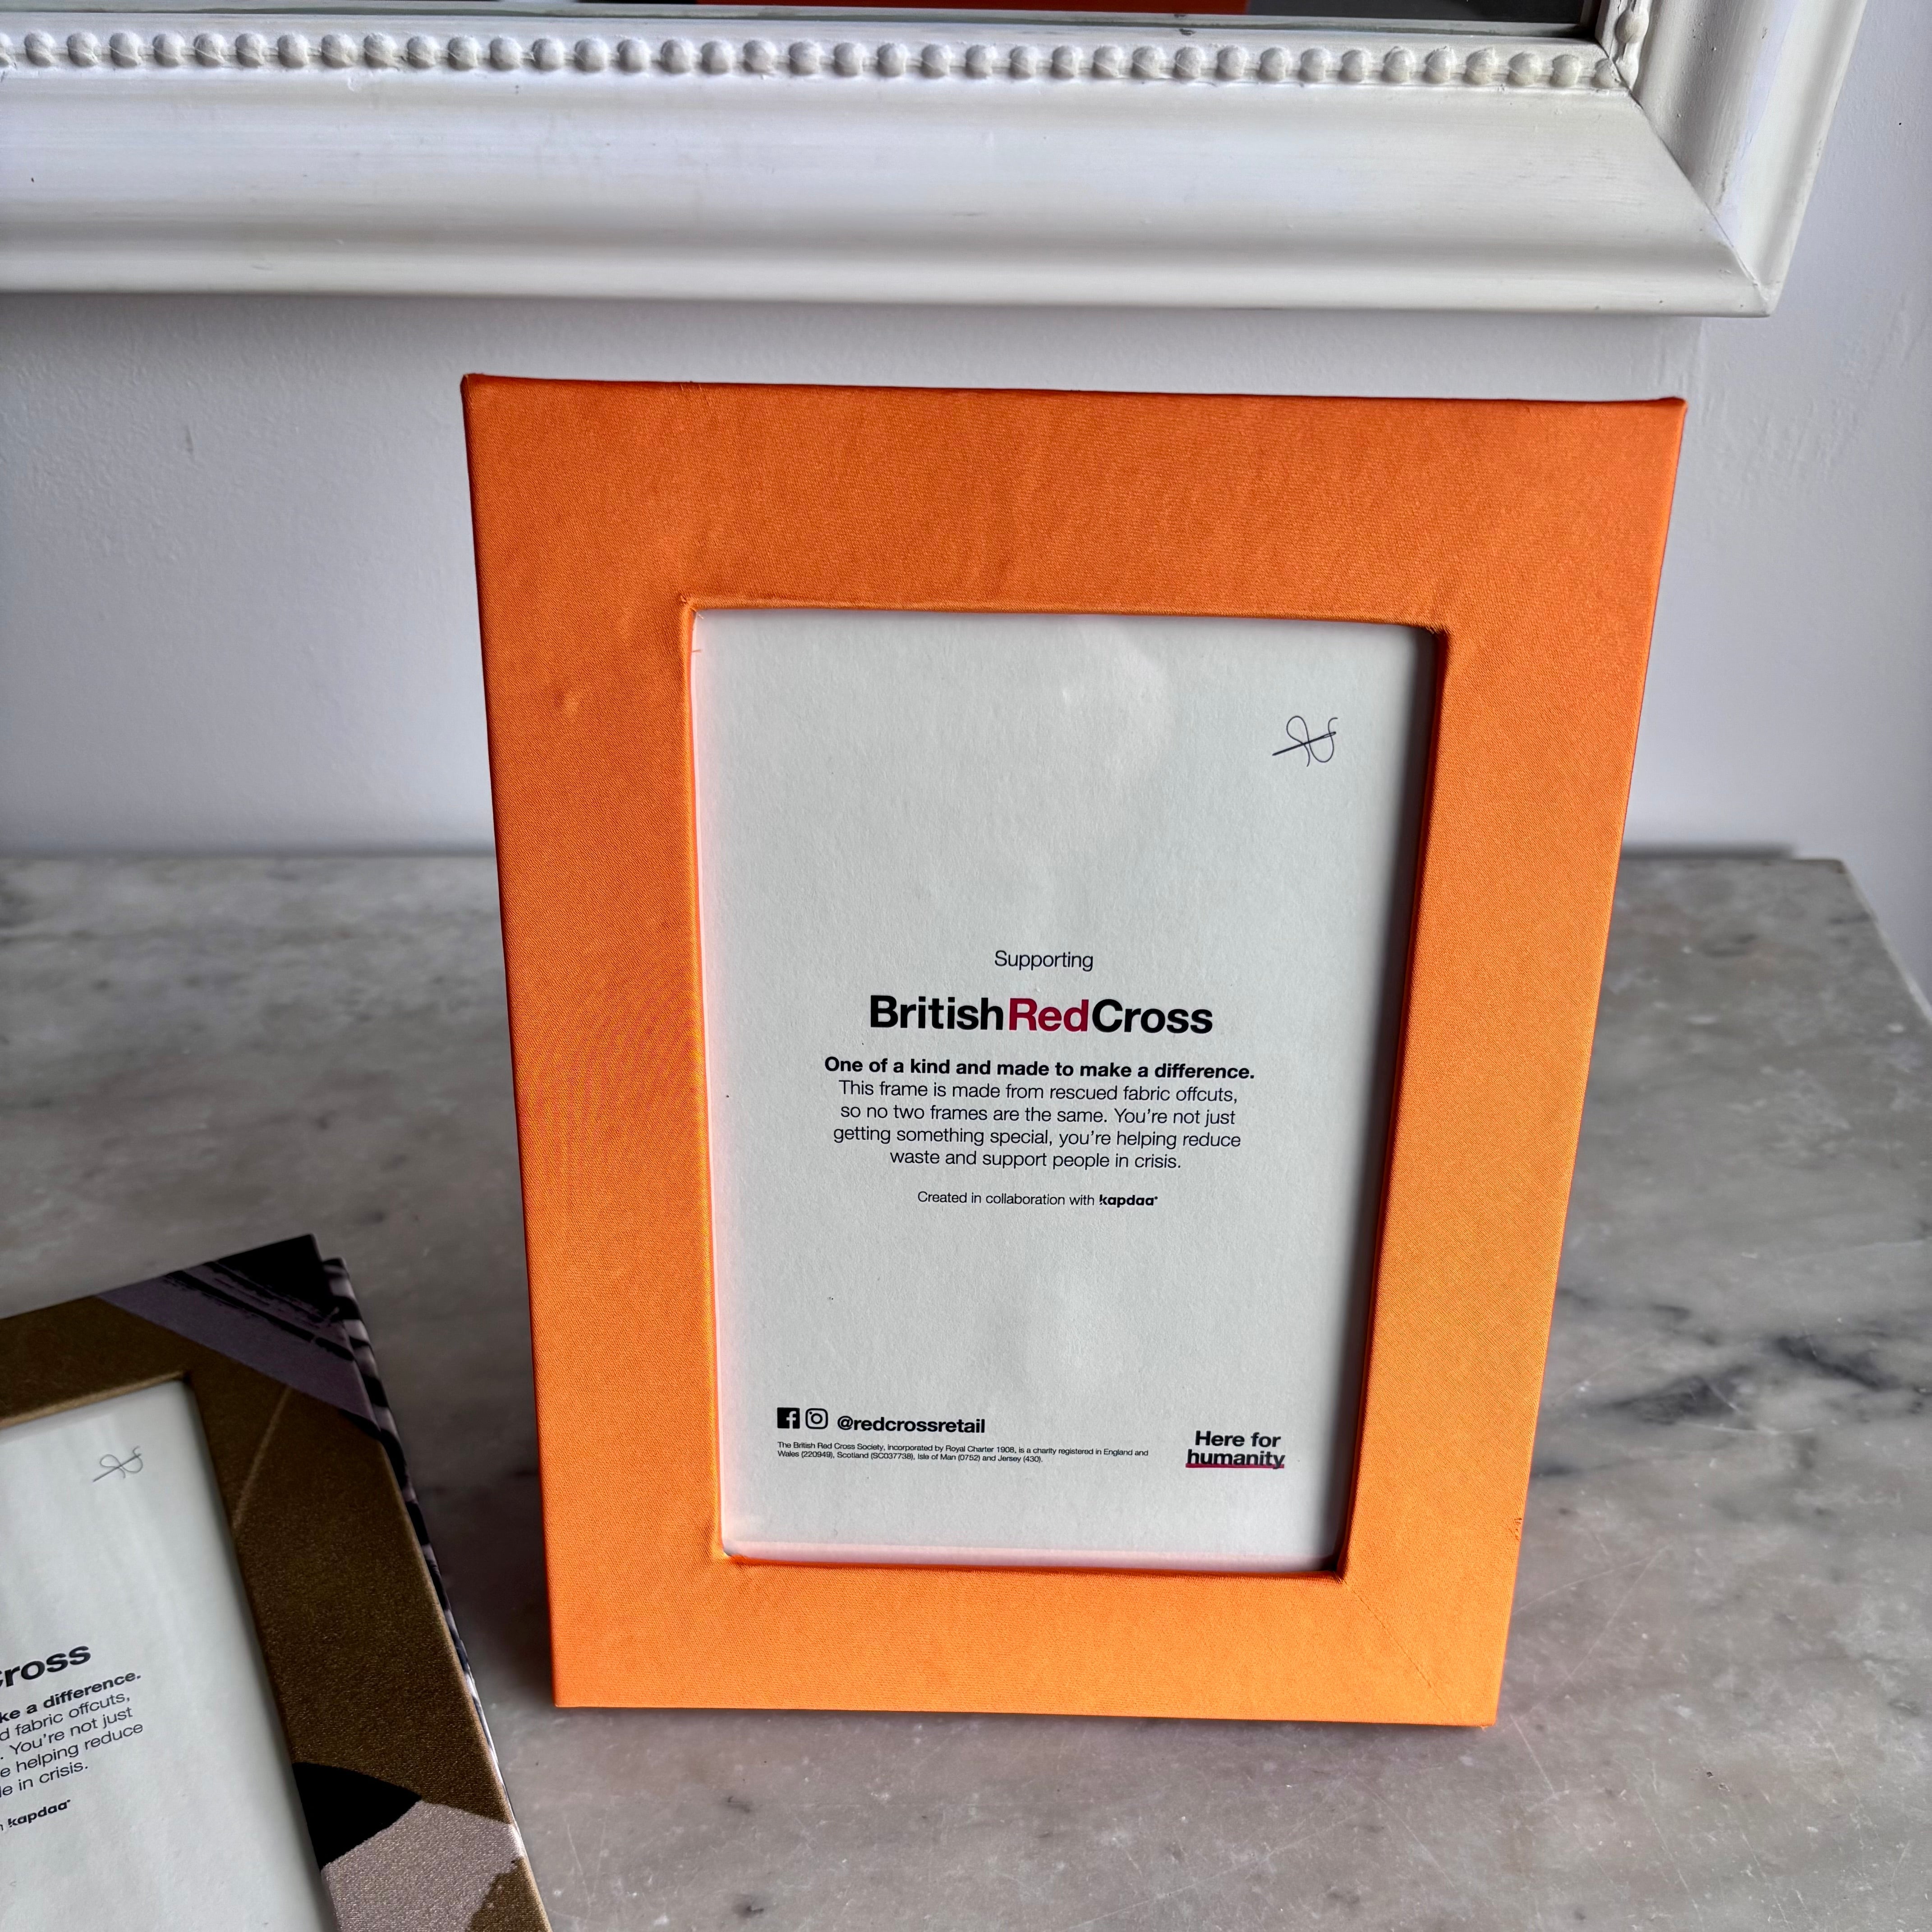 Supporting
BritishRedCross
One of a kind and made to make a difference.
This frame is made from rescued fabric offcuts,
so no two frames are the same. You're not just
getting something special, you're helping reduce
waste and support people in crisis.
Created in collaboration with kapdaa
@redcrossretail
The British Red Cross Society, incorporated by Royal Charter 1908, is a charity registered in England and
Wales (220949), Scotland (SC037738), Isle of Man (0752) and Jersey (430).
Here for
humanity
ross
ke a difference.
d fabric offcuts,
. You're not just
e helping reduce
le in crisis.
kapdaa